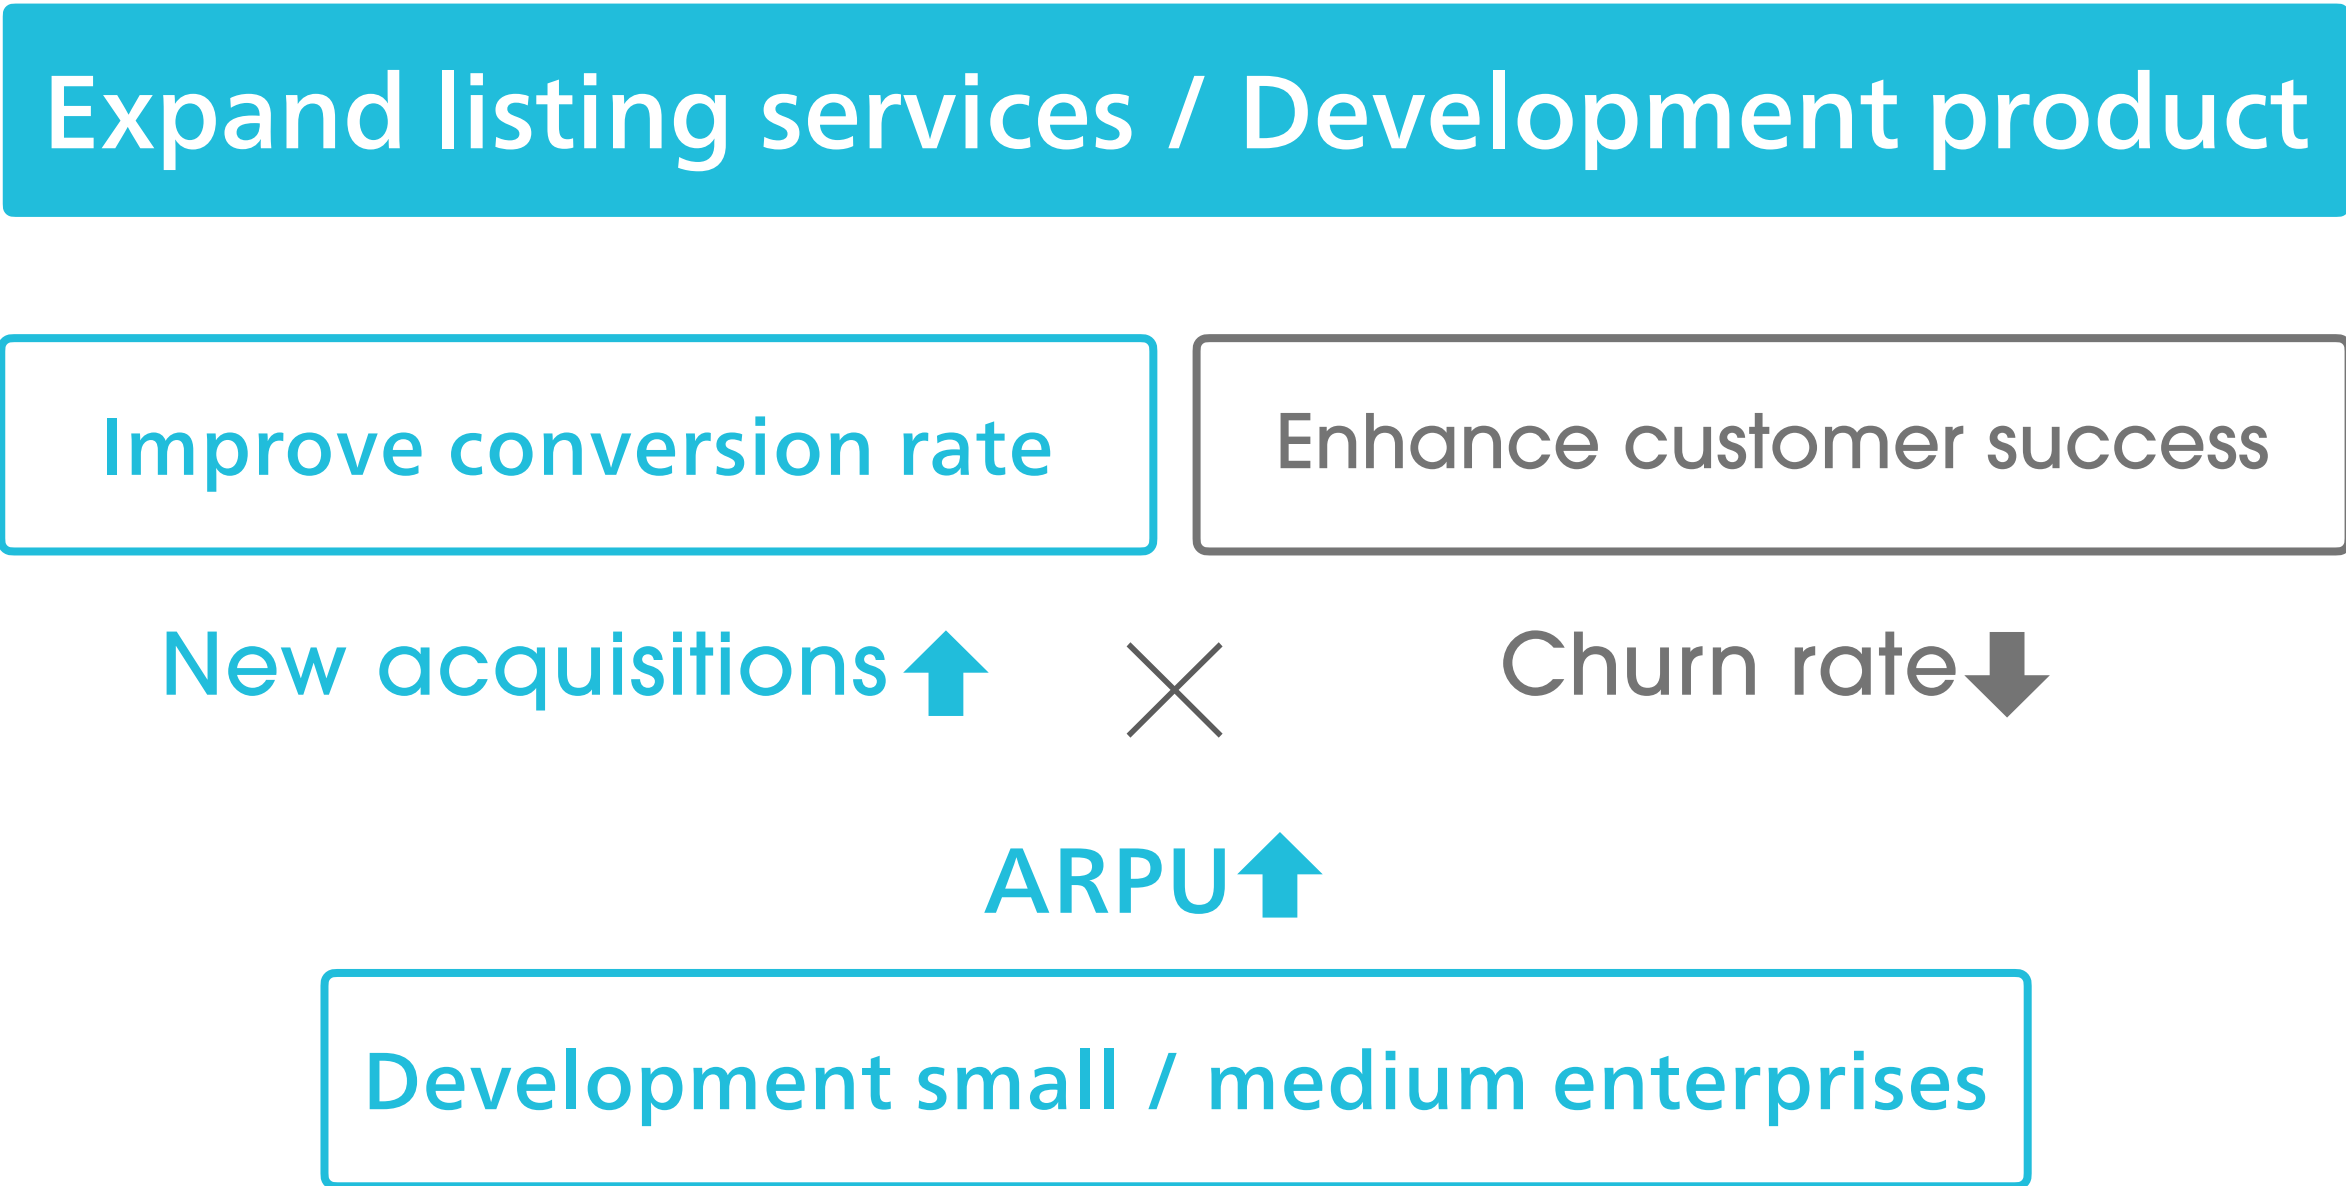 Expand listing services / Development product
Improve conversion rate
Enhance customer success
New acquisitions
Churn rate
ARPU
Development small / medium enterprises